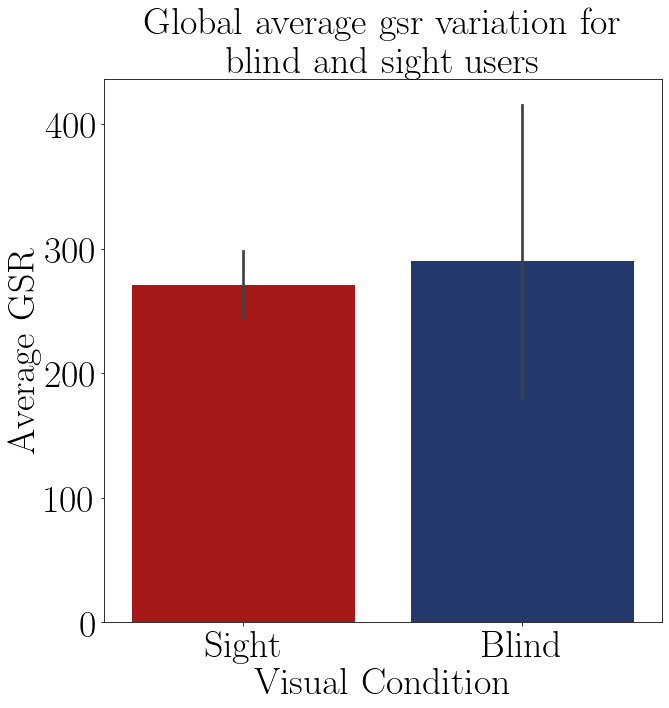 Global average gsr variation for
blind and sight users
400
300
200
100
0
Average GSR
Sight
Blind
Visual Condition